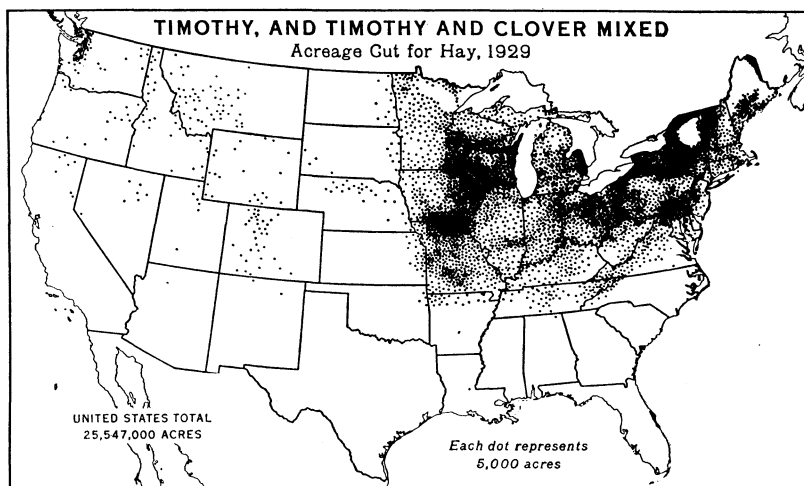 TIMOTHY, AND TIMOTHY AND CLOVER MIXED
Acreage Cut for Hay, 1929
UNITED STATES TOTAL
25,547,000 ACRES
Each dot represents
5,000 acres